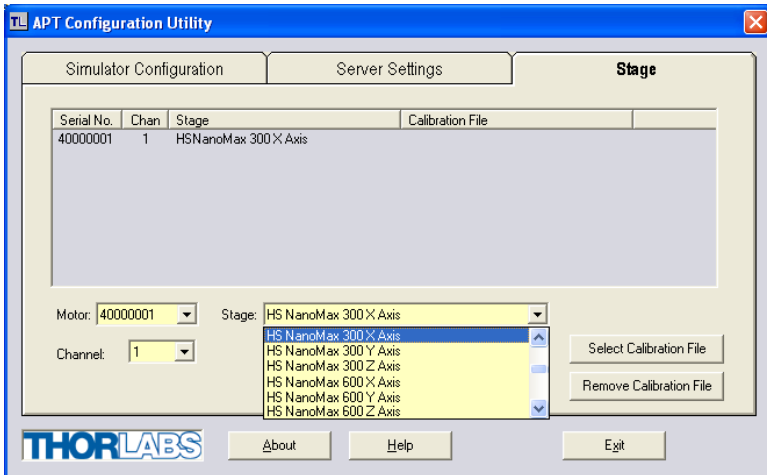 TL APT Configuration Utility
Simulator Configuration Server Settings Stage
Serial No. Chan Stage Calibration File
40000001 1 HSNanoMax 300 X Axis
Motor: 40000001 Stage: HS NanoMax 300 X Axis
HS NanoMax 300 X Axis
HS NanoMax 300 Y Axis
Channel: 1
HS NanoMax 300 Z Axis
HS NanoMax 600 X Axis
HS NanoMax 600 Y Axis
HS NanoMax 600 Z Axis
Select Calibration File
Remove Calibration File
THORLABS About Help Exit